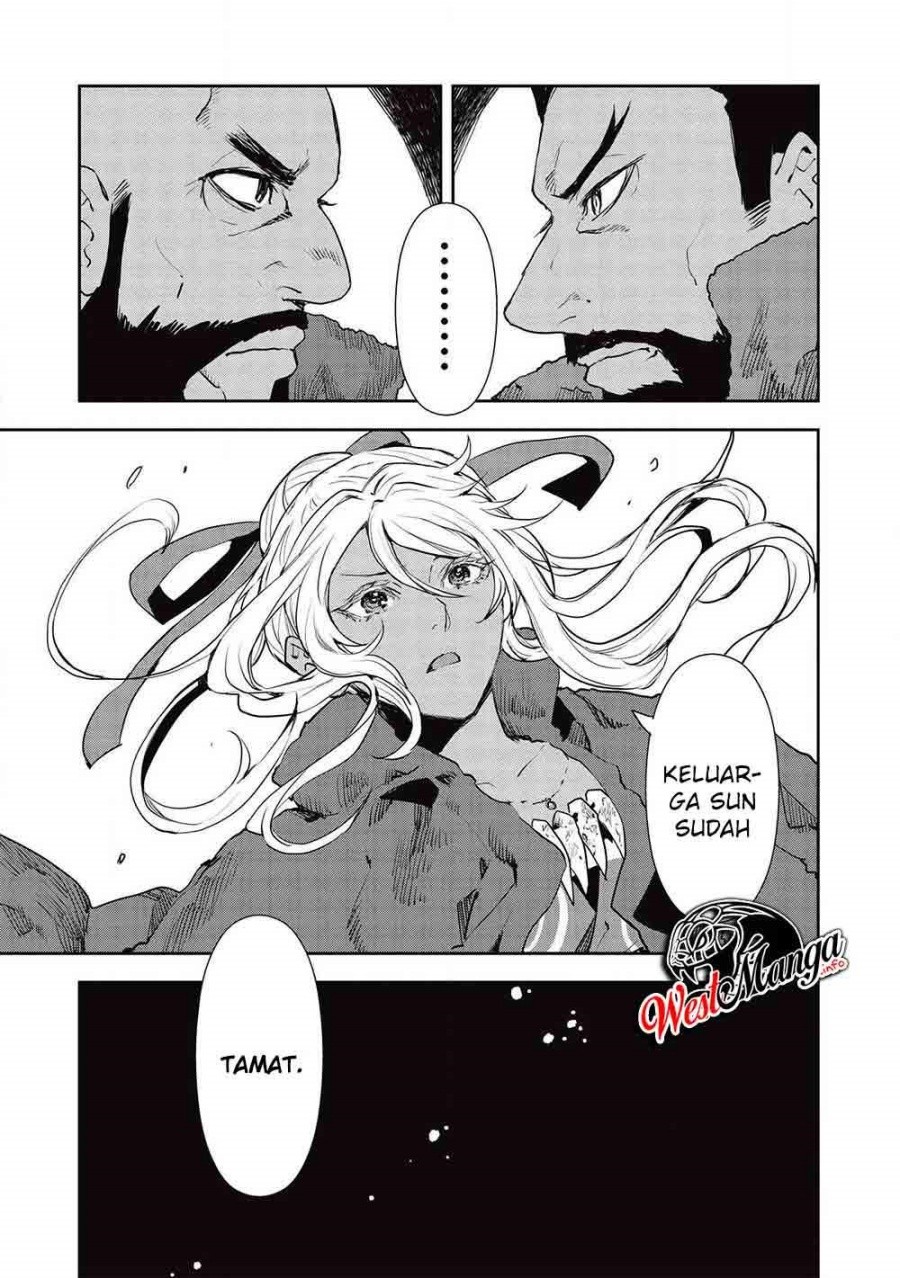 .........
KELUAR-
GA SUN
SUDAH
WestManga
.info
TAMAT.